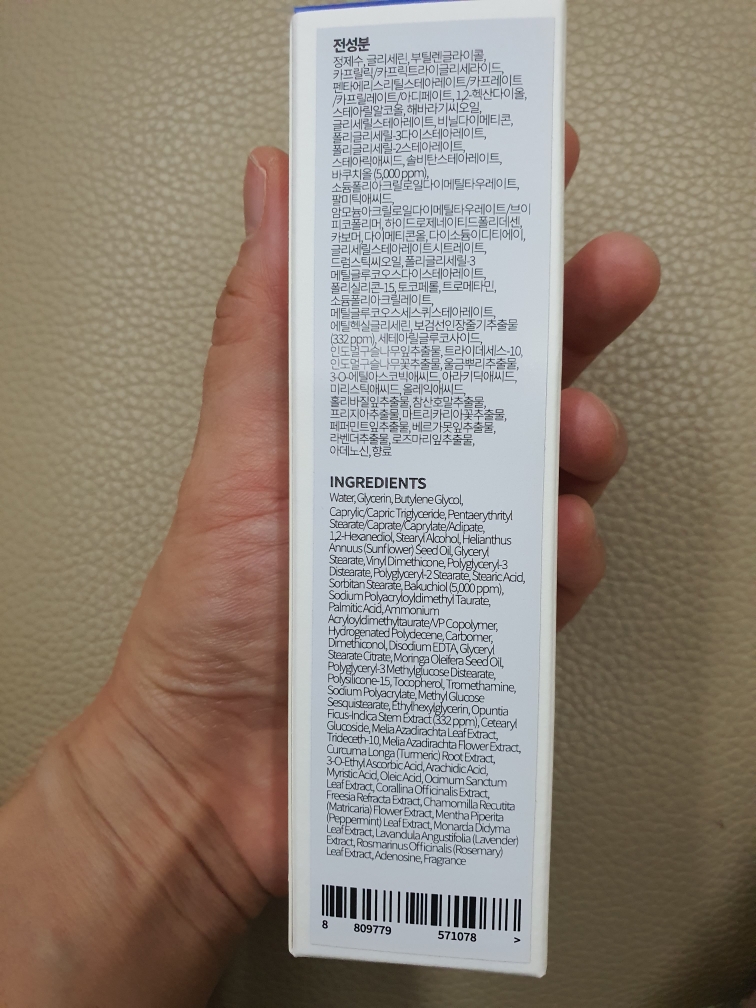 전성분
정제수, 글리세린, 부틸렌글라이콜,
카프릴릭/카프릭트라이글리세라이드,
펜타에리스리틸스테아레이트/카프레이트
/카프릴레이트/아디페이트, 1,2-헥산다이올,
스테아릴알코올, 해바라기씨오일,
글리세릴스테아레이트, 비닐다이메티콘,
폴리글리세릴-3다이스테아레이트,
폴리글리세릴-2스테아레이트,
스테아릭애씨드, 솔비탄스테아레이트,
바쿠치올 (5,000 ppm),
소듐폴리아크릴로일다이메틸타우레이트,
팔미틱애씨드,
암모늄아크릴로일다이메틸타우레이트/브이
피코폴리머, 하이드로제네이티드폴리데센,
카보머, 다이메티콘올, 다이소듐이디티에이,
글리세릴스테아레이트시트레이트,
드럼스틱씨오일, 폴리글리세릴-3
메틸글루코오스다이스테아레이트,
폴리실리콘-15, 토코페롤, 트로메타민,
소듐폴리아크릴레이트,
메틸글루코오스세스퀴스테아레이트,
에틸헥실글리세린, 보검선인장줄기추출물
(332 ppm), 세테아릴글루코사이드,
인도멀구슬나무잎추출물, 트라이데세스-10,
인도멀구슬나무꽃추출물, 울금뿌리추출물,
3-O-에틸아스코빅애씨드, 아라키딕애씨드,
미리스틱애씨드, 올레익애씨드,
홀리바질잎추출물, 참산호말추출물,
프리지아추출물, 마트리카리아꽃추출물,
페퍼민트잎추출물, 베르가못잎추출물,
라벤더추출물, 로즈마리잎추출물,
아데노신, 향료
INGREDIENTS
Water, Glycerin, Butylene Glycol,
Caprylic/Capric Triglyceride, Pentaerythrityl
Stearate/Caprate/Caprylate/Adipate,
1,2-Hexanediol, Stearyl Alcohol, Helianthus
Annuus (Sunflower) Seed Oil, Glyceryl
Stearate, Vinyl Dimethicone, Polyglyceryl-3
Distearate, Polyglyceryl-2 Stearate, Stearic Acid,
Sorbitan Stearate, Bakuchiol (5,000 ppm),
Sodium Polyacryloyldimethyl Taurate,
Palmitic Acid, Ammonium
Acryloyldimethyltaurate/VP Copolymer,
Hydrogenated Polydecene, Carbomer,
Dimethiconol, Disodium EDTA, Glyceryl
Stearate Citrate, Moringa Oleifera Seed Oil,
Polyglyceryl-3 Methylglucose Distearate,
Polysilicone-15, Tocopherol, Tromethamine,
Sodium Polyacrylate, Methyl Glucose
Sesquistearate, Ethylhexylglycerin, Opuntia
Ficus-Indica Stem Extract (332 ppm), Cetearyl
Glucoside, Melia Azadirachta Leaf Extract,
Trideceth-10, Melia Azadirachta Flower Extract,
Curcuma Longa (Turmeric) Root Extract,
3-O-Ethyl Ascorbic Acid, Arachidic Acid,
Myristic Acid, Oleic Acid, Ocimum Sanctum
Leaf Extract, Corallina Officinalis Extract,
Freesia Refracta Extract, Chamomilla Recutita
(Matricaria) Flower Extract, Mentha Piperita
(Peppermint) Leaf Extract, Monarda Didyma
Leaf Extract, Lavandula Angustifolia (Lavender)
Extract, Rosmarinus Officinalis (Rosemary)
Leaf Extract, Adenosine, Fragrance
8 809779 571078 >